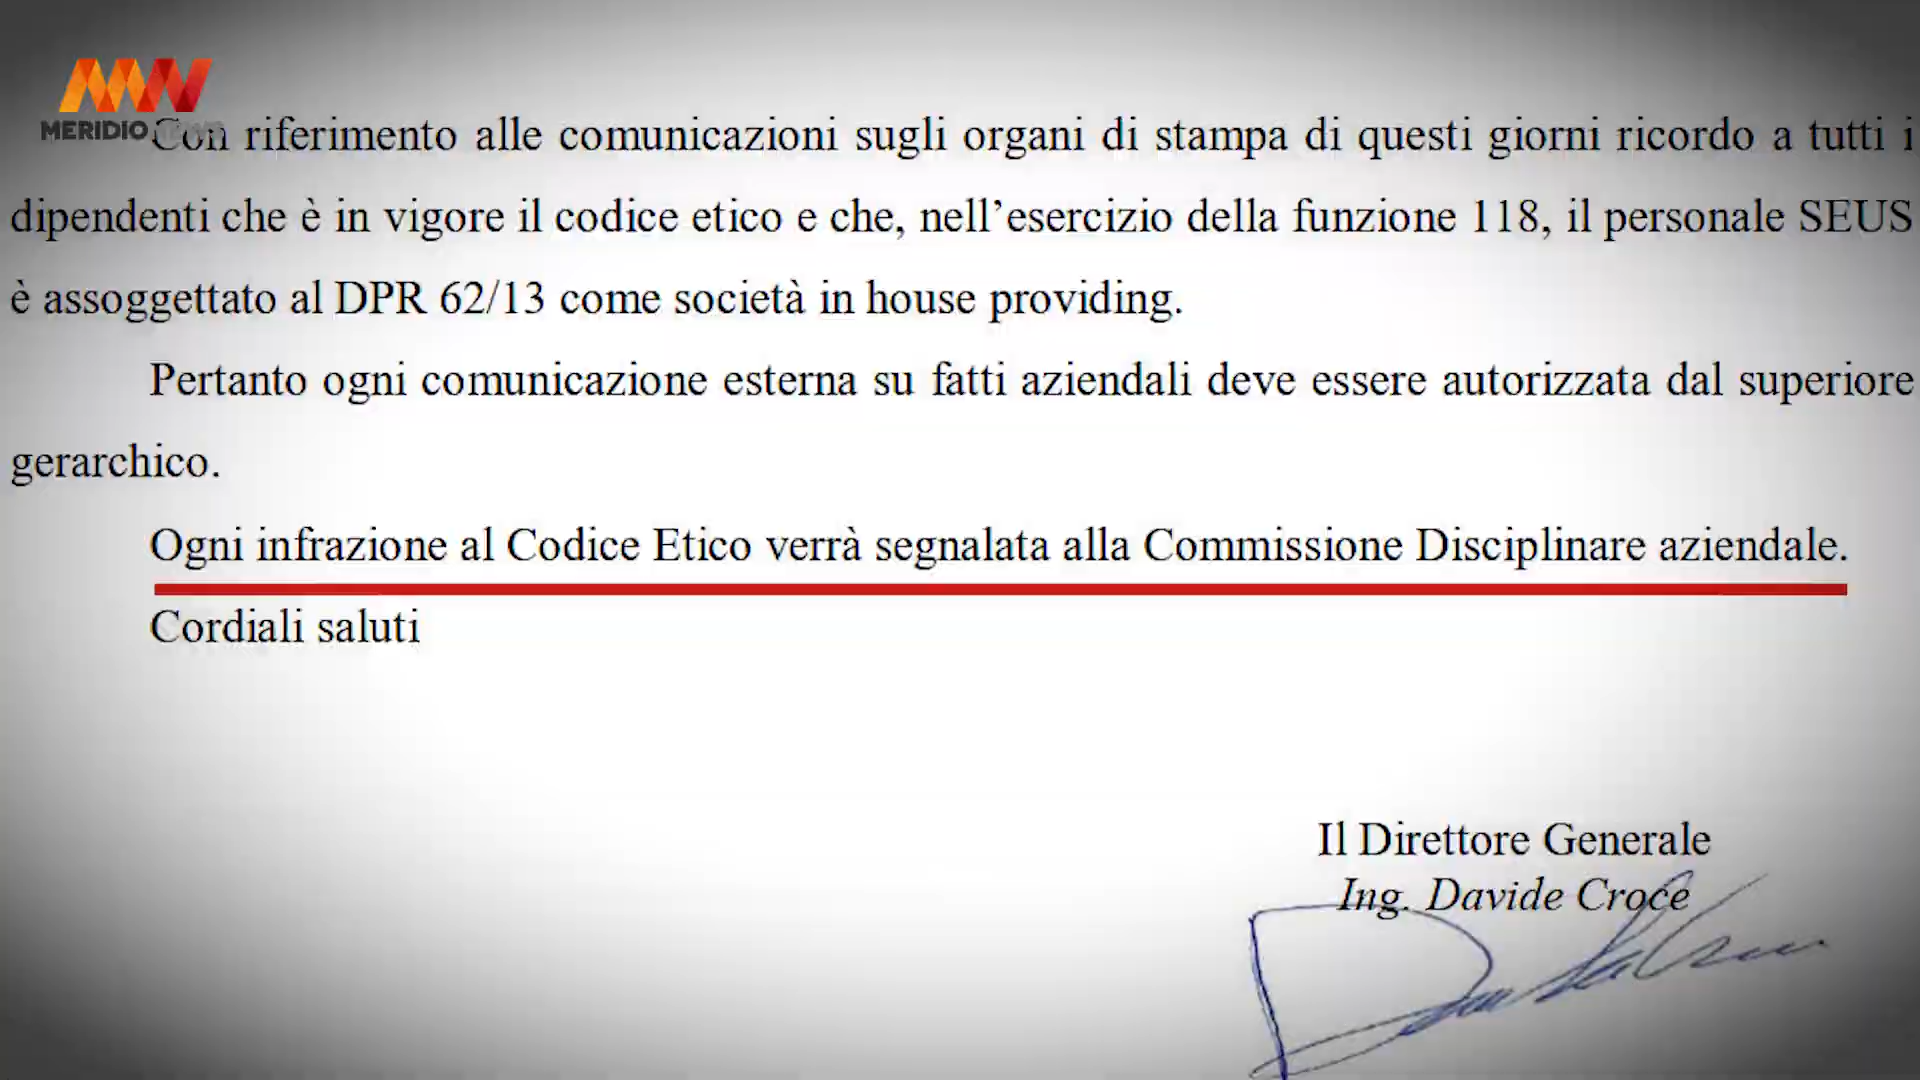 MERIDIO
Con riferimento alle comunicazioni sugli organi di stampa di questi giorni ricordo a tutti i
dipendenti che è in vigore il codice etico e che, nell’esercizio della funzione 118, il personale SEUS
è assoggettato al DPR 62/13 come società in house providing.
Pertanto ogni comunicazione esterna su fatti aziendali deve essere autorizzata dal superiore
gerarchico.
Ogni infrazione al Codice Etico verrà segnalata alla Commissione Disciplinare aziendale.
Cordiali saluti
Il Direttore Generale
Ing. Davide Croce